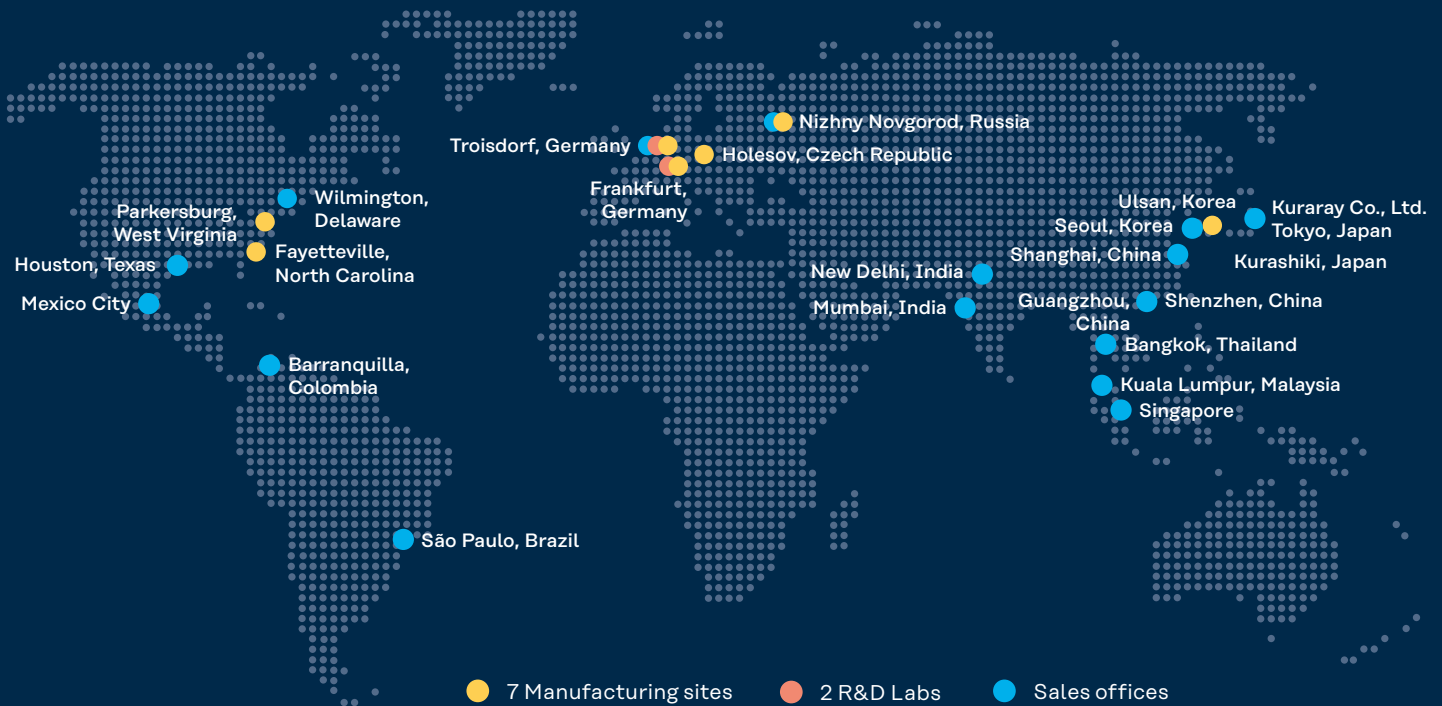 Nizhny Novgorod, Russia
Troisdorf, Germany
Holesov, Czech Republic
Frankfurt,
Germany
Wilmington,
Delaware
Parkersburg,
West Virginia
Fayetteville,
North Carolina
Houston, Texas
Mexico City
Barranquilla,
Colombia
São Paulo, Brazil
Ulsan, Korea
Seoul, Korea
Kuraray Co., Ltd.
Tokyo, Japan
Shanghai, China
Kurashiki, Japan
New Delhi, India
Mumbai, India
Guangzhou,
China
Shenzhen, China
Bangkok, Thailand
Kuala Lumpur, Malaysia
Singapore
7 Manufacturing sites
2 R&D Labs
Sales offices